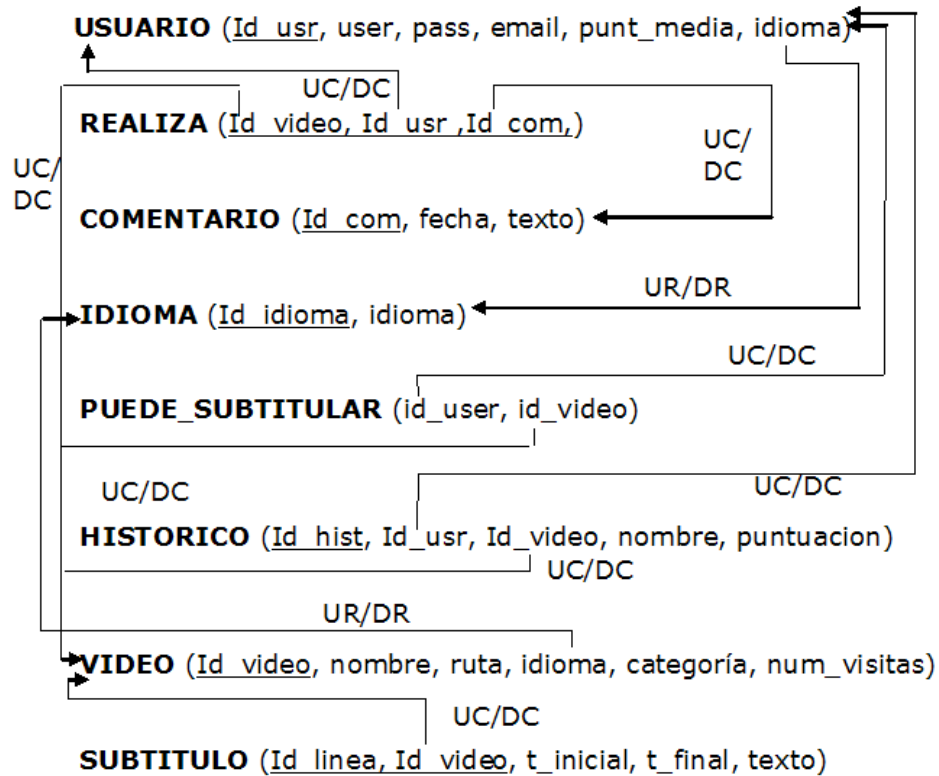 USUARIO (Id_usr, user, pass, email, punt_media, idioma)
UC/DC
REALIZA (Id_video, Id_usr ,Id_com,)
UC/
DC
UC/
DC
COMENTARIO (Id_com, fecha, texto)
UR/DR
IDIOMA (Id_idioma, idioma)
UC/DC
PUEDE_SUBTITULAR (id_user, id_video)
UC/DC
UC/DC
HISTORICO (Id_hist, Id_usr, Id_video, nombre, puntuacion)
UC/DC
UR/DR
VIDEO (Id_video, nombre, ruta, idioma, categoría, num_visitas)
UC/DC
SUBTITULO (Id_linea, Id_video, t_inicial, t_final, texto)